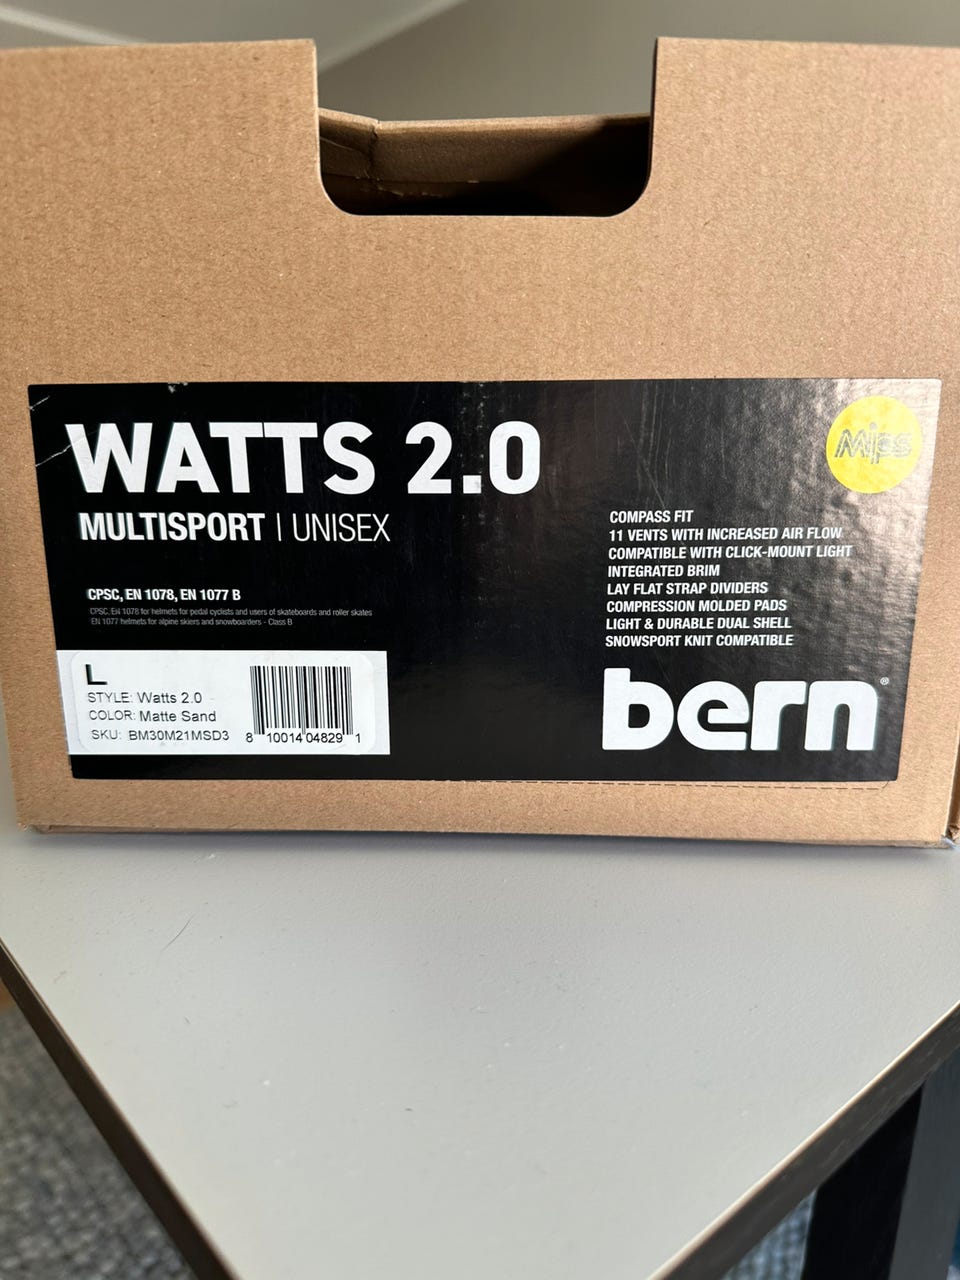 WATTS 2.0
MULTISPORT | UNISEX
Mips
COMPASS FIT
11 VENTS WITH INCREASED AIR FLOW
COMPATIBLE WITH CLICK-MOUNT LIGHT
INTEGRATED BRIM
LAY FLAT STRAP DIVIDERS
COMPRESSION MOLDED PADS
LIGHT & DURABLE DUAL SHELL
SNOWSPORT KNIT COMPATIBLE
CPSC, EN 1078, EN 1077 B
CPSC, EN 1078 for helmets for pedal cyclists and users of skateboards and roller skates
EN 1077 helmets for alpine skiers and snowboarders - Class B
L
STYLE: Watts 2.0
COLOR: Matte Sand
SKU: BM30M21MSD3
8 10014 04829 1
bern®